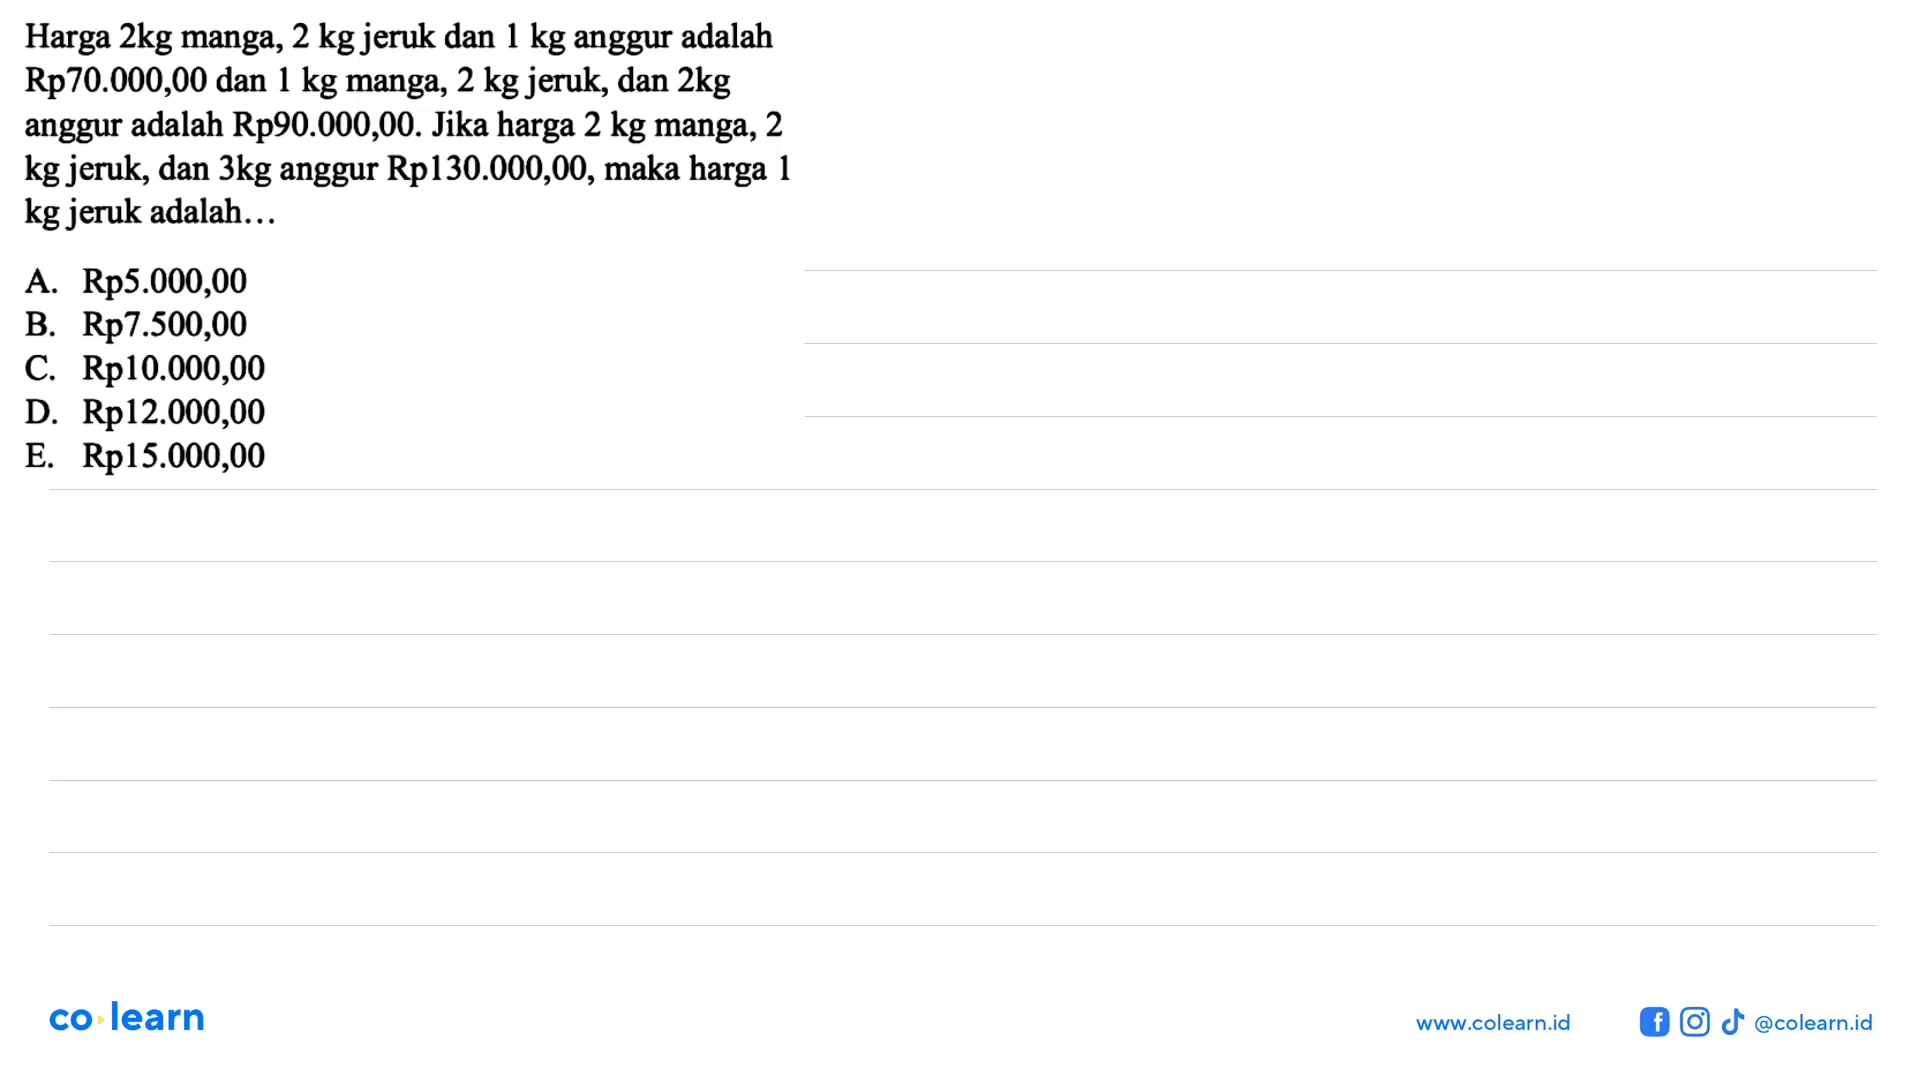 Harga 2kg manga, 2 kg jeruk dan 1 kg anggur adalah
Rp70.000,00 dan 1 kg manga, 2 kg jeruk, dan 2kg
anggur adalah Rp90.000,00. Jika harga 2 kg manga, 2
kg jeruk, dan 3kg anggur Rp130.000,00, maka harga 1
kg jeruk adalah...
A. Rp5.000,00
B. Rp7.500,00
C. Rp10.000,00
D. Rp12.000,00
E. Rp15.000,00
co learn
www.colearn.id
@colearn.id